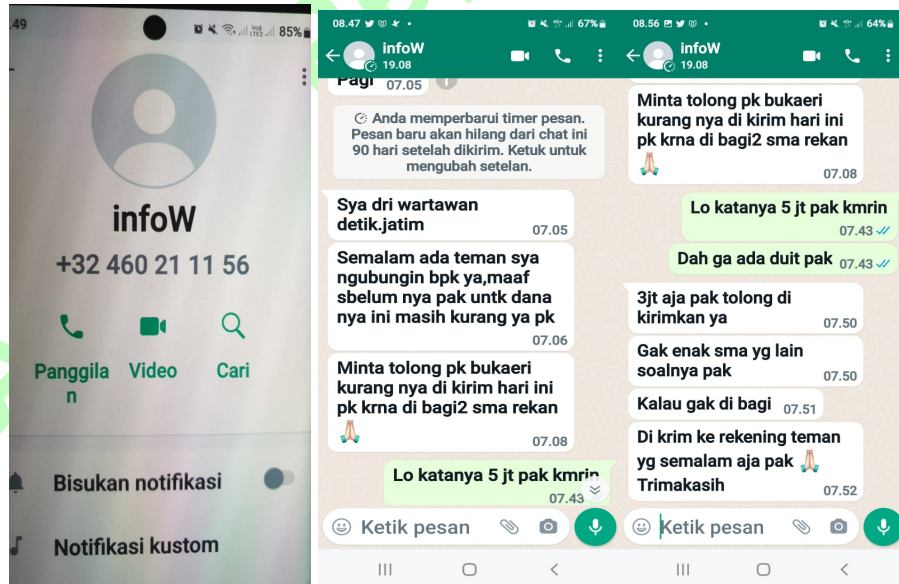 .49
Vo))
LTE2
85%
infoW
+32 460 21 11 56
Panggila
n
Video
Cari
Bisukan notifikasi
Notifikasi kustom
08.47
67%
infoW
19.08
Pagi 07.05
Anda memperbarui timer pesan.
Pesan baru akan hilang dari chat ini
90 hari setelah dikirim. Ketuk untuk
mengubah setelan.
Sya dri wartawan
detik.jatim
07.05
Semalam ada teman sya
ngubungin bpk ya,maaf
sbelum nya pak untk dana
nya ini masih kurang ya pk
07.06
Minta tolong pk bukaeri
kurang nya di kirim hari ini
pk krna di bagi2 sma rekan
07.08
Lo katanya 5 jt pak kmrin
07.43
Ketik pesan
08.56
64%
infoW
19.08
Minta tolong pk bukaeri
kurang nya di kirim hari ini
pk krna di bagi2 sma rekan
07.08
Lo katanya 5 jt pak kmrin
07.43
Dah ga ada duit pak 07.43
3jt aja pak tolong di
kirimkan ya
07.50
Gak enak sma yg lain
soalnya pak
07.50
Kalau gak di bagi 07.51
Di krim ke rekening teman
yg semalam aja pak
Trimakasih
07.52
Ketik pesan